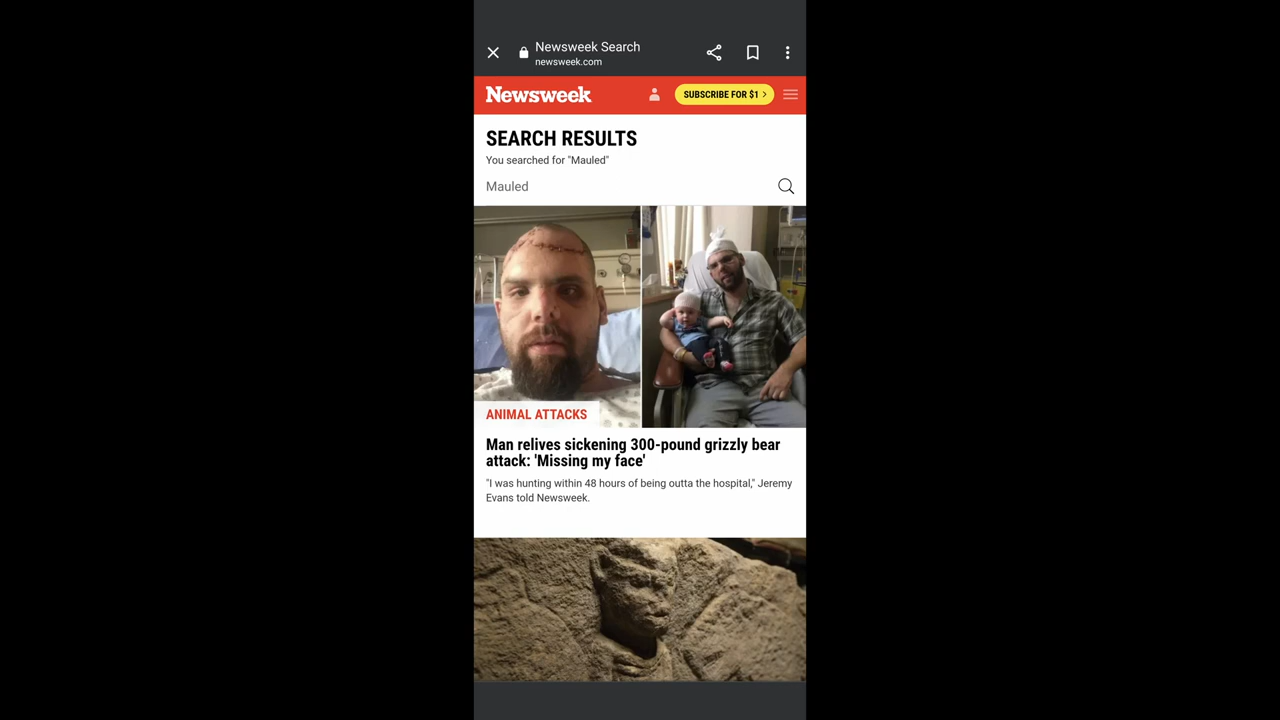 Newsweek Search
newsweek.com
Newsweek
SUBSCRIBE FOR $1 >
SEARCH RESULTS
You searched for "Mauled"
Mauled
ANIMAL ATTACKS
Man relives sickening 300-pound grizzly bear
attack: 'Missing my face'
"I was hunting within 48 hours of being outta the hospital," Jeremy
Evans told Newsweek.